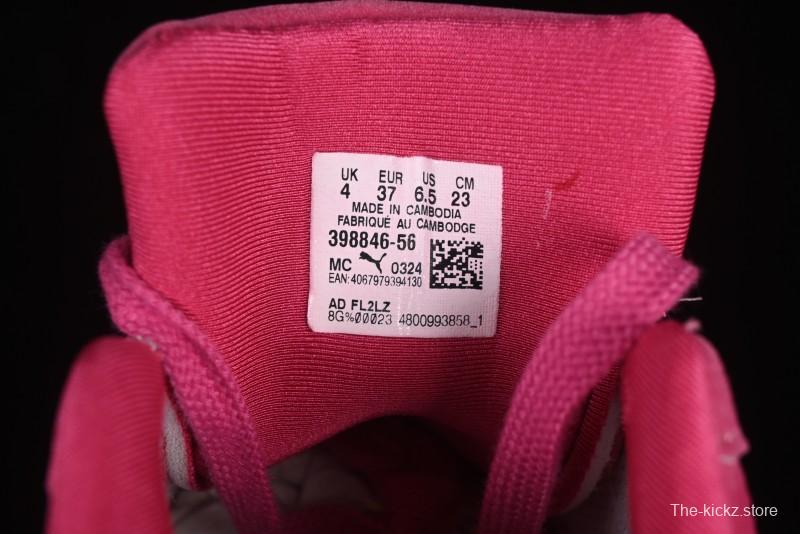 UK EUR US CM
4 37 6.5 23
MADE IN CAMBODIA
FABRIQUÉ AU CAMBODGE
398846-56
MC 0324
EAN:4067979394130
AD FL2LZ
8G%00023 4800993858_1
The-kickz.store